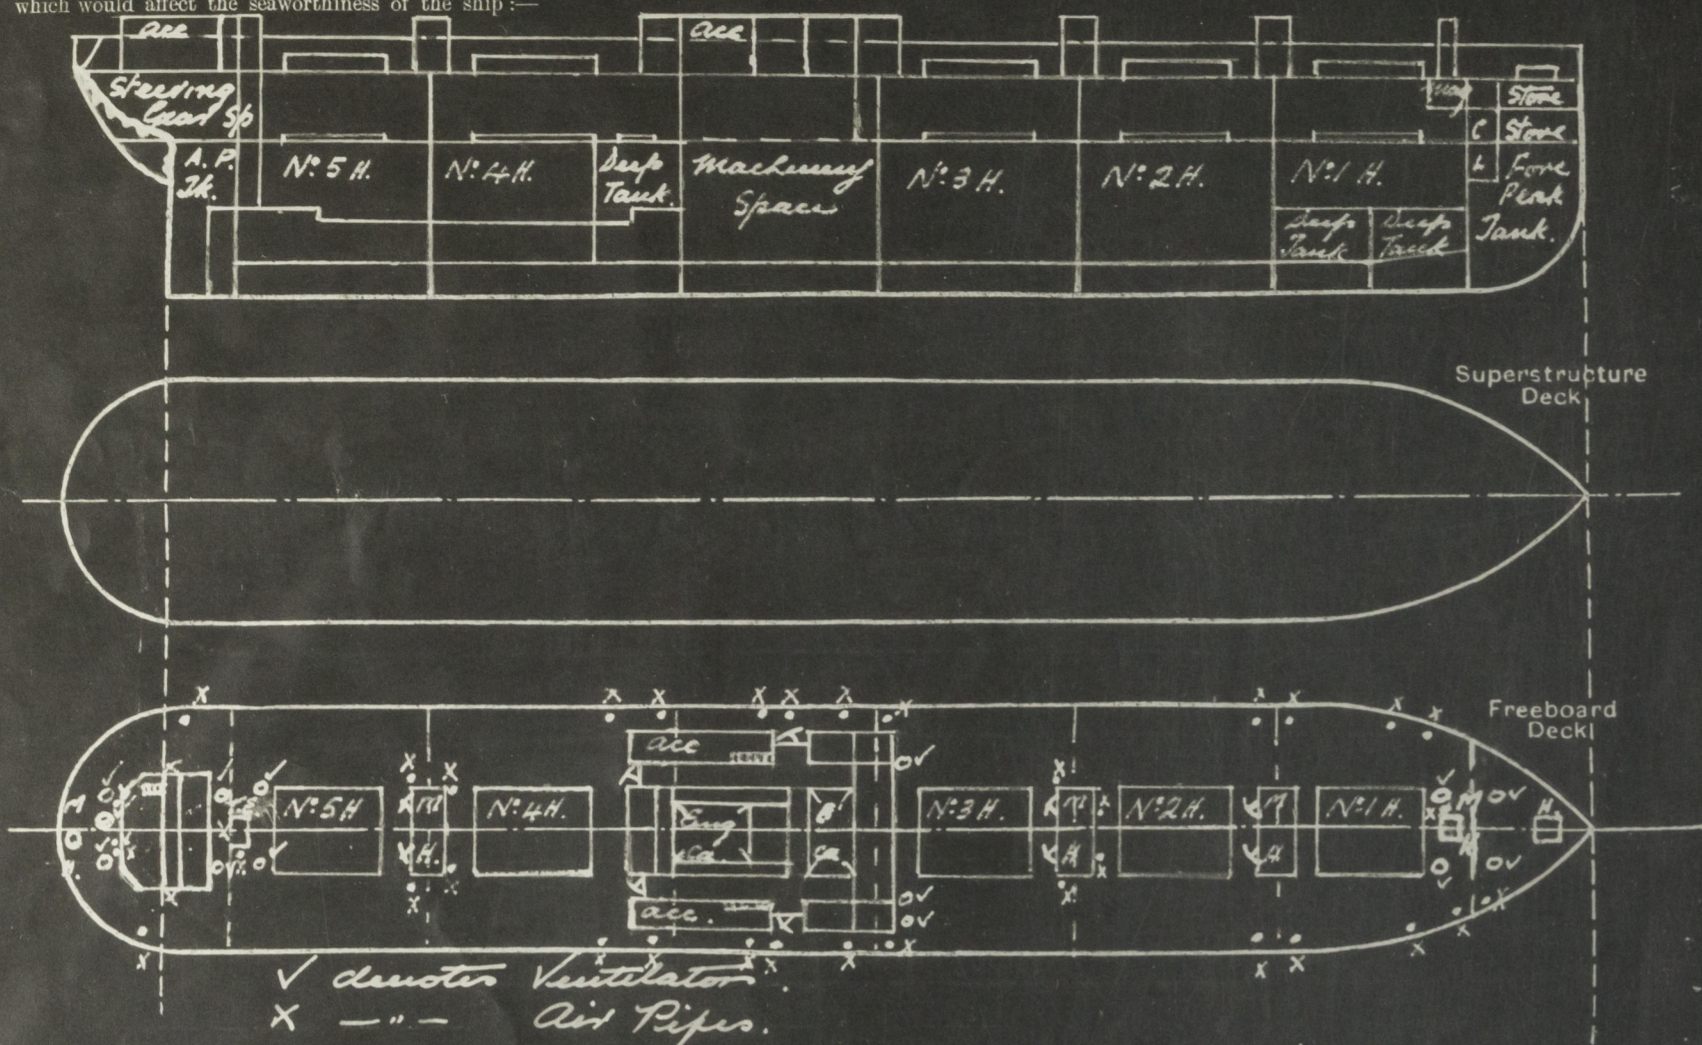 which would affect the seaworthiness of the ship :—
acc acc
Steering Gear Sp
mag
Store
C Store
A. P. Tk.
No. 5 H.
No. 4 H.
Deep Tank.
Machinery Space
No. 3 H.
No. 2 H.
No. 1 H.
L
Fore Peak Tank.
Deep Tank
Deep Tank
Superstructure Deck
Freeboard Deck
acc
No. 5 H
M H.
No. 4 H.
Eng Ca.
B Ca
No. 3 H.
M H
No. 2 H.
M H
No. 1 H.
M H
H
acc.
✓ denotes Ventilator.
X —〃— Air Pipes.